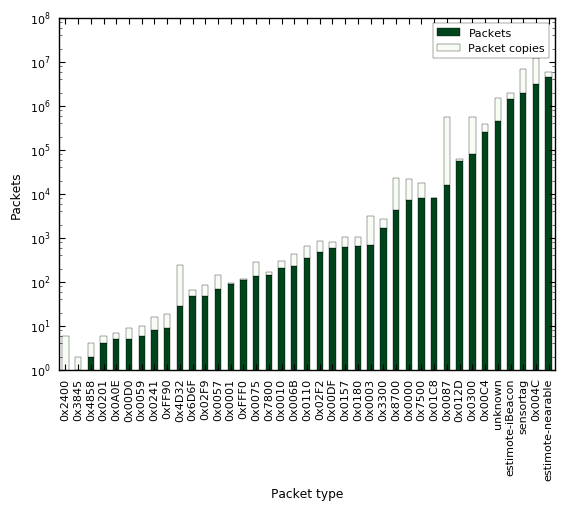 10^8
10^7
10^6
10^5
10^4
10^3
10^2
10^1
10^0
Packets
Packets
Packet copies
0x2400
0x3845
0x4858
0x0201
0x0A0E
0x00D0
0x0059
0x0241
0xFF90
0x4D32
0x6D6F
0x02F9
0x0057
0x0001
0xFFF0
0x0075
0x7800
0x0010
0x006B
0x0110
0x02F2
0x00DF
0x0157
0x0180
0x0003
0x3300
0x8700
0x0000
0x7500
0x01C8
0x0087
0x012D
0x0300
0x00C4
unknown
estimote-iBeacon
sensortag
0x004C
estimote-nearable
Packet type